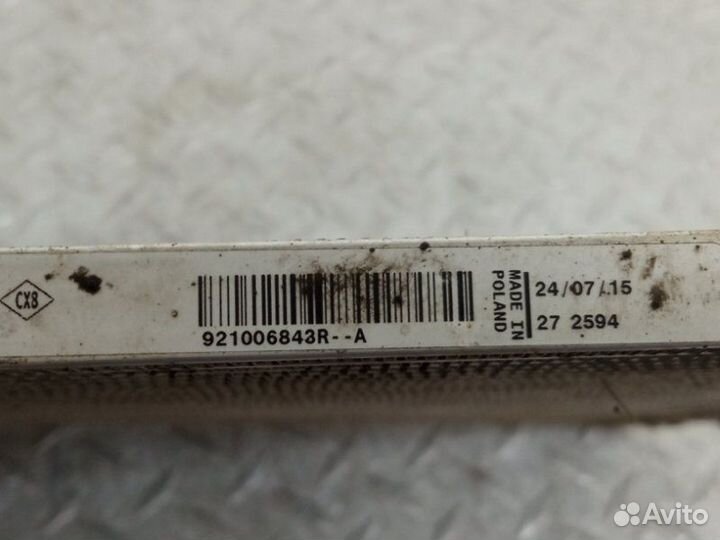 CX8
921006843R--A
MADE IN
POLAND
24/07/15
27 2594
Avito